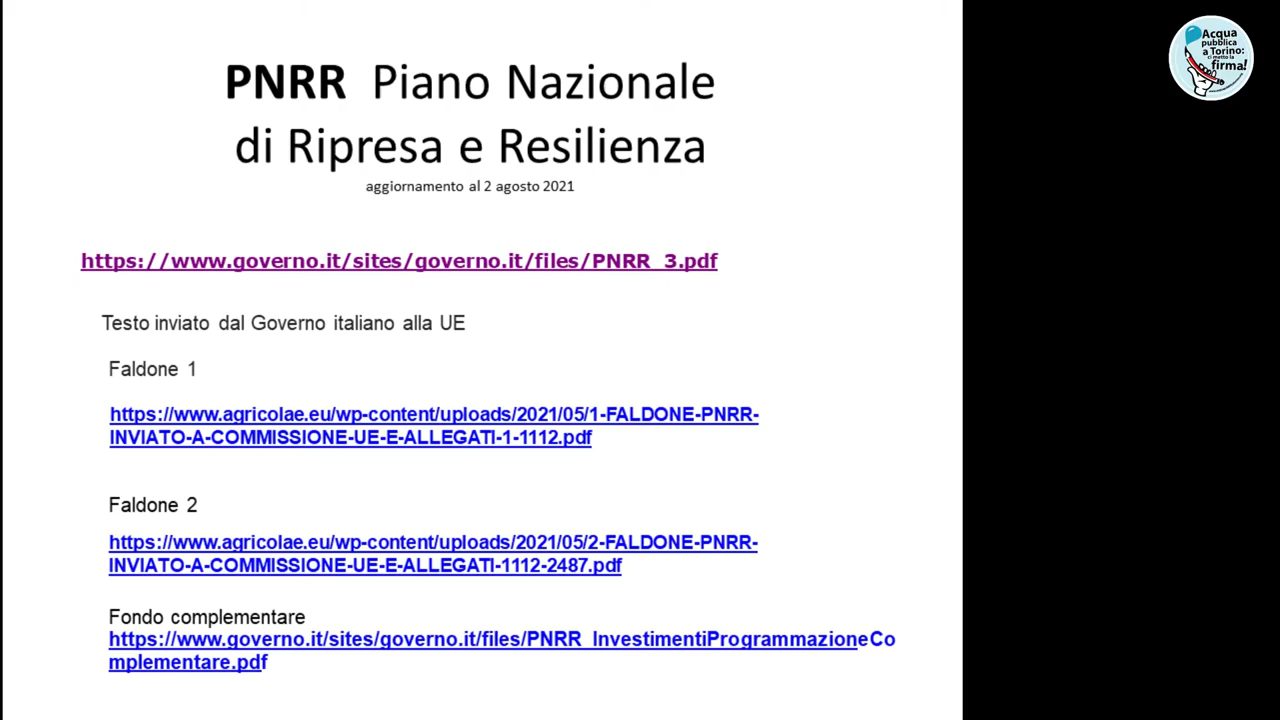 PNRR Piano Nazionale
di Ripresa e Resilienza
aggiornamento al 2 agosto 2021
https://www.governo.it/sites/governo.it/files/PNRR_3.pdf
Testo inviato dal Governo italiano alla UE
Faldone 1
https://www.agricolae.eu/wp-content/uploads/2021/05/1-FALDONE-PNRR-
INVIATO-A-COMMISSIONE-UE-E-ALLEGATI-1-1112.pdf
Faldone 2
https://www.agricolae.eu/wp-content/uploads/2021/05/2-FALDONE-PNRR-
INVIATO-A-COMMISSIONE-UE-E-ALLEGATI-1112-2487.pdf
Fondo complementare
https://www.governo.it/sites/governo.it/files/PNRR_InvestimentiProgrammazioneCo
mplementare.pdf
Acqua
pubblica
a Torino:
ci metto la
firma!